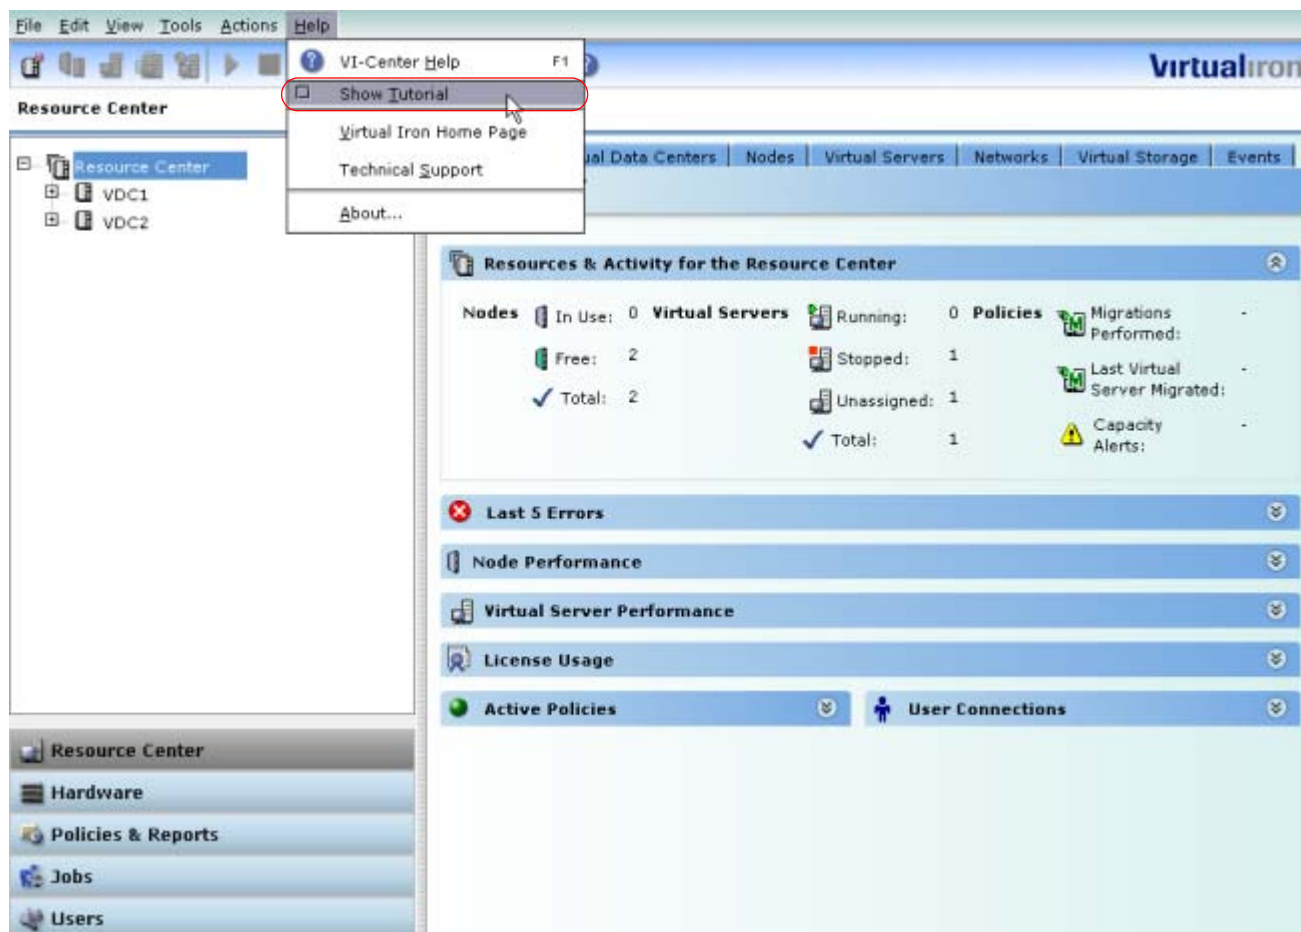 File Edit View Tools Actions Help
VI-Center Help F1
Show Tutorial
Virtual Iron Home Page
Technical Support
About...
Virtualiron
Resource Center
Resource Center
VDC1
VDC2
Data Centers Nodes Virtual Servers Networks Virtual Storage Events
Resources & Activity for the Resource Center
Nodes In Use: 0 Virtual Servers Running: 0 Policies Migrations Performed: -
Free: 2 Stopped: 1 Last Virtual Server Migrated: -
Total: 2 Unassigned: 1 Capacity Alerts: -
Total: 1
Last 5 Errors
Node Performance
Virtual Server Performance
License Usage
Active Policies User Connections
Resource Center
Hardware
Policies & Reports
Jobs
Users